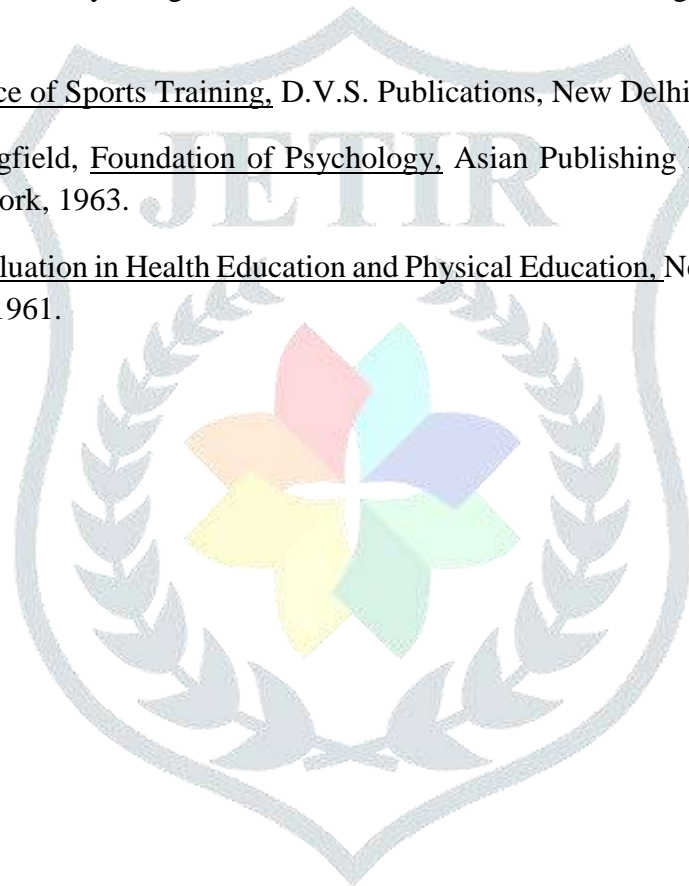 ce of Sports Training, D.V.S. Publications, New Delhi
JETIR
gfield, Foundation of Psychology, Asian Publishing
ork, 1963.
luation in Health Education and Physical Education, N
1961.